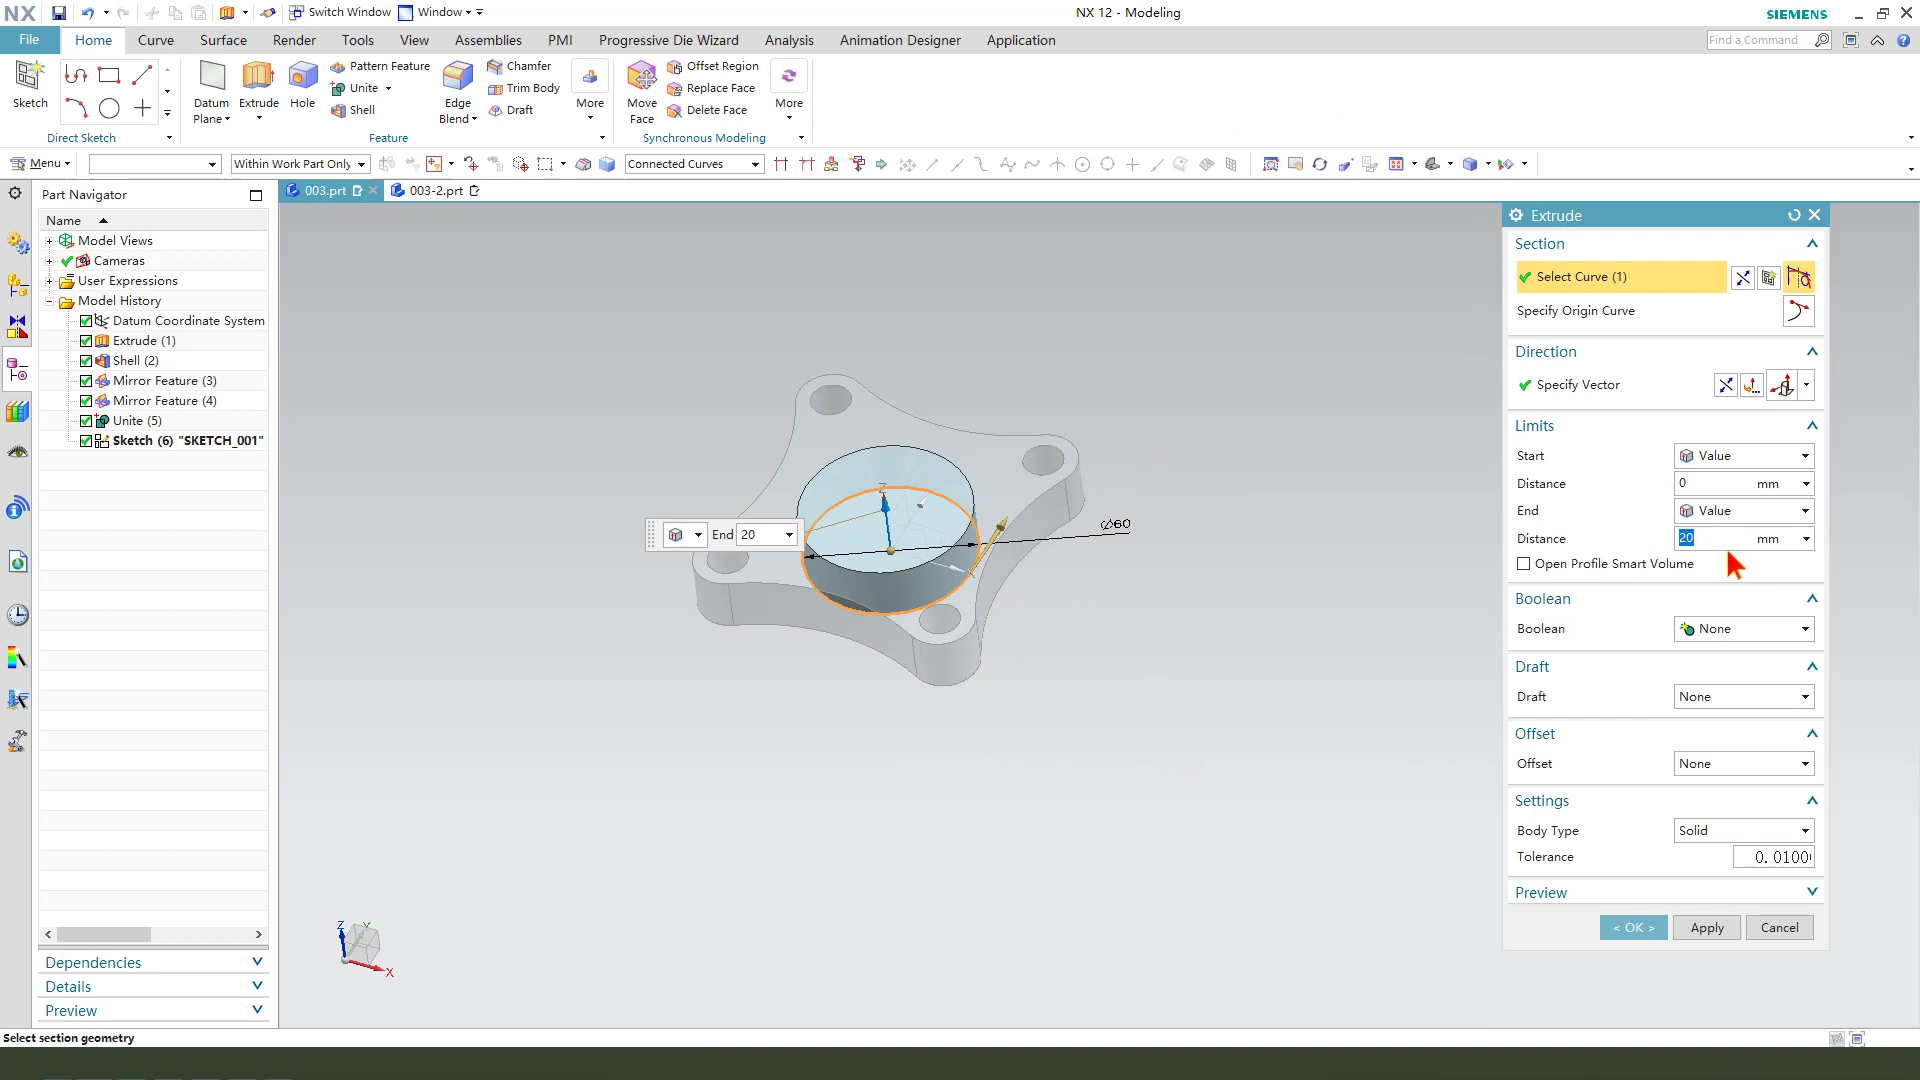 NX
Switch Window
Window
NX 12 - Modeling
SIEMENS
File
Home
Curve
Surface
Render
Tools
View
Assemblies
PMI
Progressive Die Wizard
Analysis
Animation Designer
Application
Find a Command
Sketch
Direct Sketch
Datum
Plane
Extrude
Hole
Pattern Feature
Unite
Shell
Edge
Blend
Chamfer
Trim Body
Draft
More
Feature
Move
Face
Offset Region
Replace Face
Delete Face
More
Synchronous Modeling
Menu
Within Work Part Only
Connected Curves
Part Navigator
003.prt
003-2.prt
Name
Model Views
Cameras
User Expressions
Model History
Datum Coordinate System
Extrude (1)
Shell (2)
Mirror Feature (3)
Mirror Feature (4)
Unite (5)
Sketch (6) "SKETCH_001"
Dependencies
Details
Preview
Z
End 20
⌀60
Z
Y
X
Extrude
Section
Select Curve (1)
Specify Origin Curve
Direction
Specify Vector
Limits
Start Value
Distance 0 mm
End Value
Distance 20 mm
Open Profile Smart Volume
Boolean
Boolean None
Draft
Draft None
Offset
Offset None
Settings
Body Type Solid
Tolerance 0.0100
Preview
< OK >
Apply
Cancel
Select section geometry